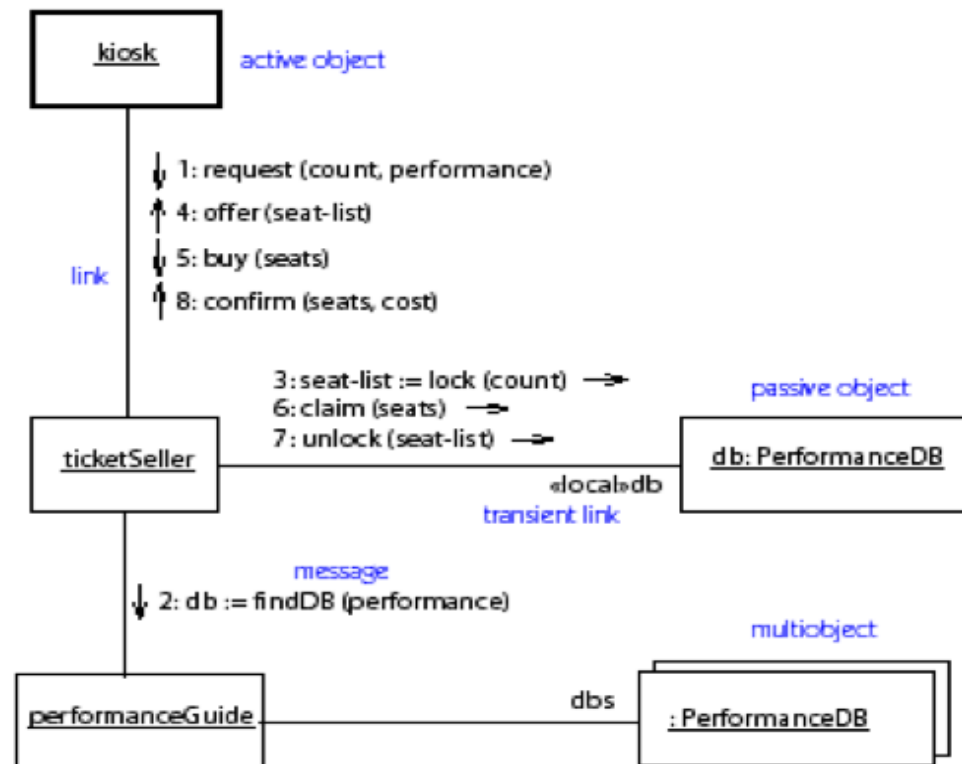 kiosk
active object
1: request (count, performance)
4: offer (seat-list)
5: buy (seats)
link
8: confirm (seats, cost)
3: seat-list := lock (count)
passive object
6: claim (seats)
7: unlock (seat-list)
ticketSeller
db: PerformanceDB
«local»db
transient link
message
2: db := findDB (performance)
multiobject
performanceGuide
dbs
: PerformanceDB